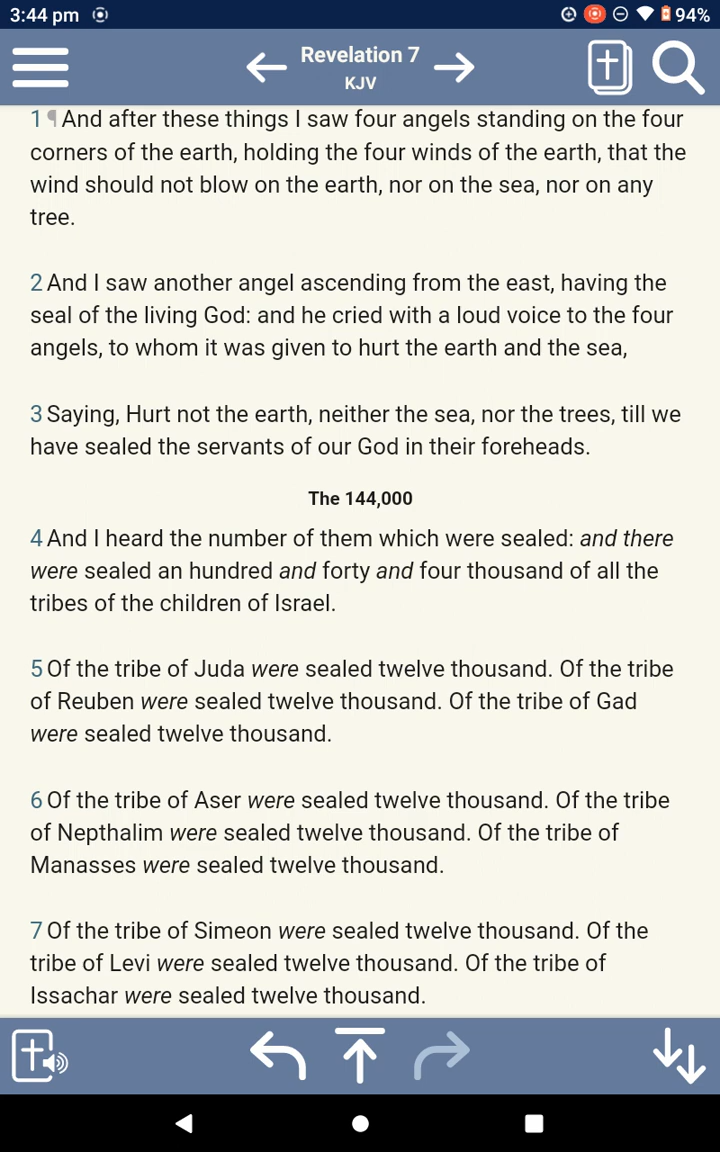 3:44 pm
94%
Revelation 7
KJV
1 ¶ And after these things I saw four angels standing on the four
corners of the earth, holding the four winds of the earth, that the
wind should not blow on the earth, nor on the sea, nor on any
tree.
2 And I saw another angel ascending from the east, having the
seal of the living God: and he cried with a loud voice to the four
angels, to whom it was given to hurt the earth and the sea,
3 Saying, Hurt not the earth, neither the sea, nor the trees, till we
have sealed the servants of our God in their foreheads.
The 144,000
4 And I heard the number of them which were sealed: and there
were sealed an hundred and forty and four thousand of all the
tribes of the children of Israel.
5 Of the tribe of Juda were sealed twelve thousand. Of the tribe
of Reuben were sealed twelve thousand. Of the tribe of Gad
were sealed twelve thousand.
6 Of the tribe of Aser were sealed twelve thousand. Of the tribe
of Nepthalim were sealed twelve thousand. Of the tribe of
Manasses were sealed twelve thousand.
7 Of the tribe of Simeon were sealed twelve thousand. Of the
tribe of Levi were sealed twelve thousand. Of the tribe of
Issachar were sealed twelve thousand.